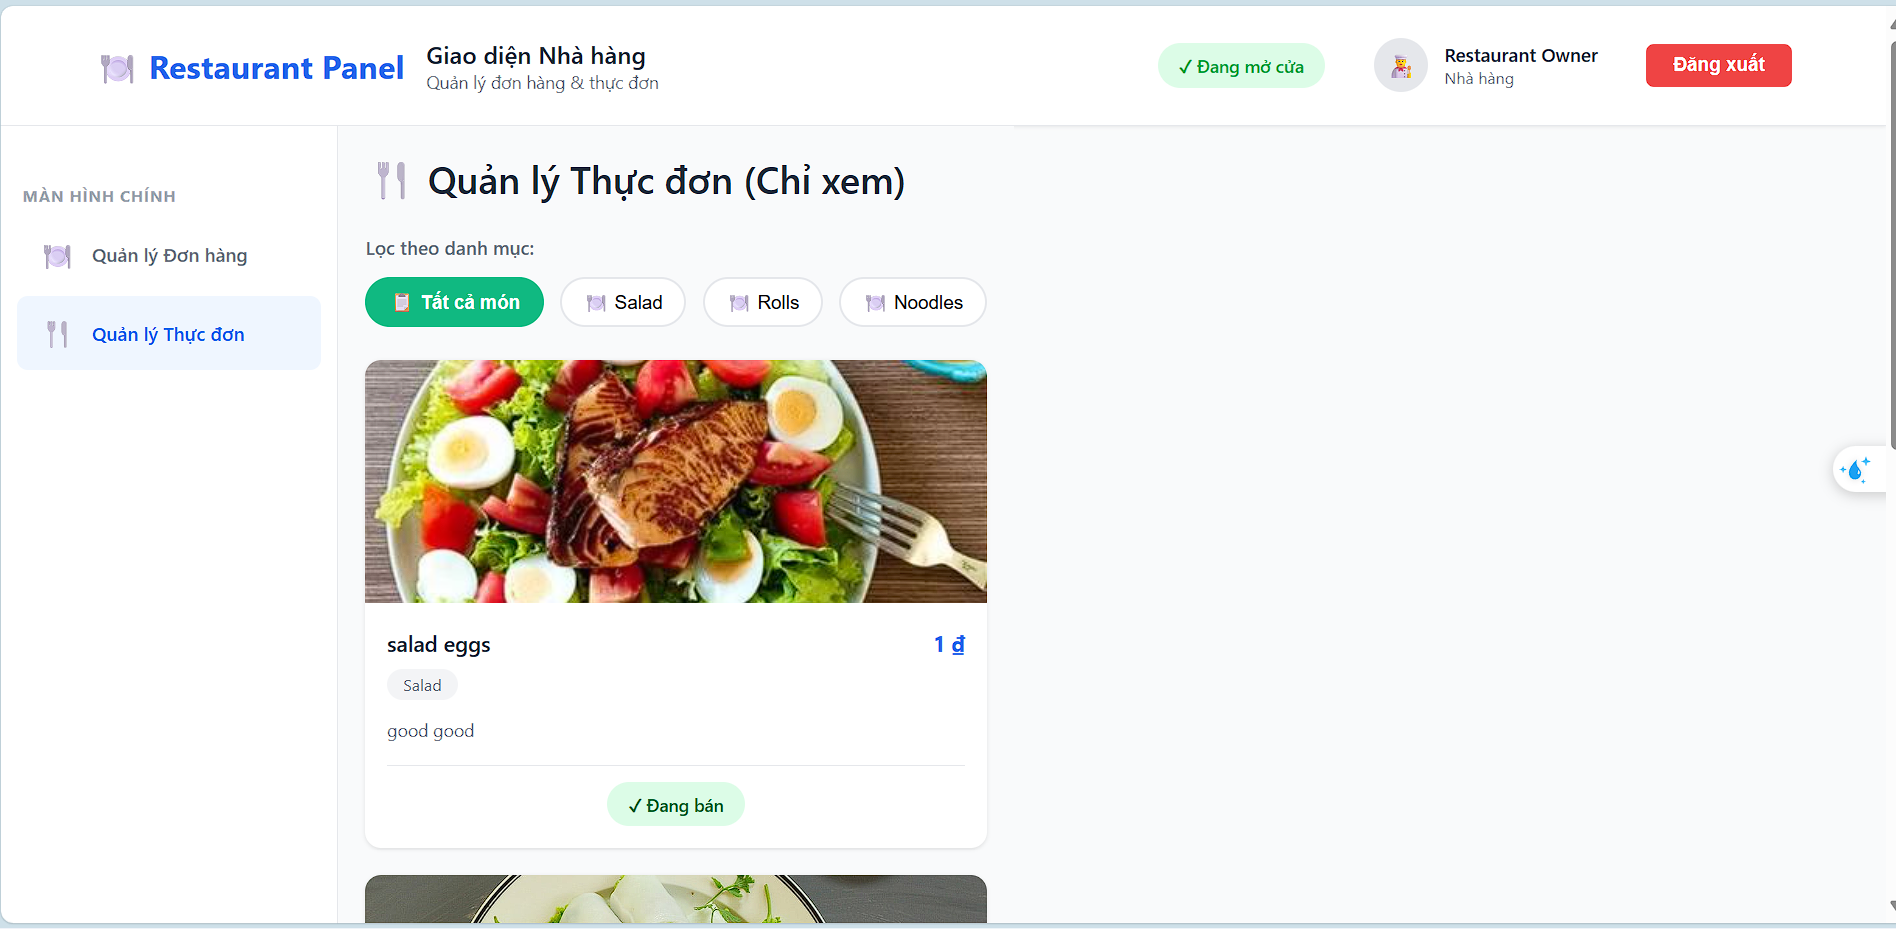 Restaurant Panel
Giao diện Nhà hàng
Quản lý đơn hàng & thực đơn
✓ Đang mở cửa
Restaurant Owner
Nhà hàng
Đăng xuất
MÀN HÌNH CHÍNH
Quản lý Đơn hàng
Quản lý Thực đơn
Quản lý Thực đơn (Chỉ xem)
Lọc theo danh mục:
Tất cả món
Salad
Rolls
Noodles
salad eggs
1 ₫
Salad
good good
✓ Đang bán